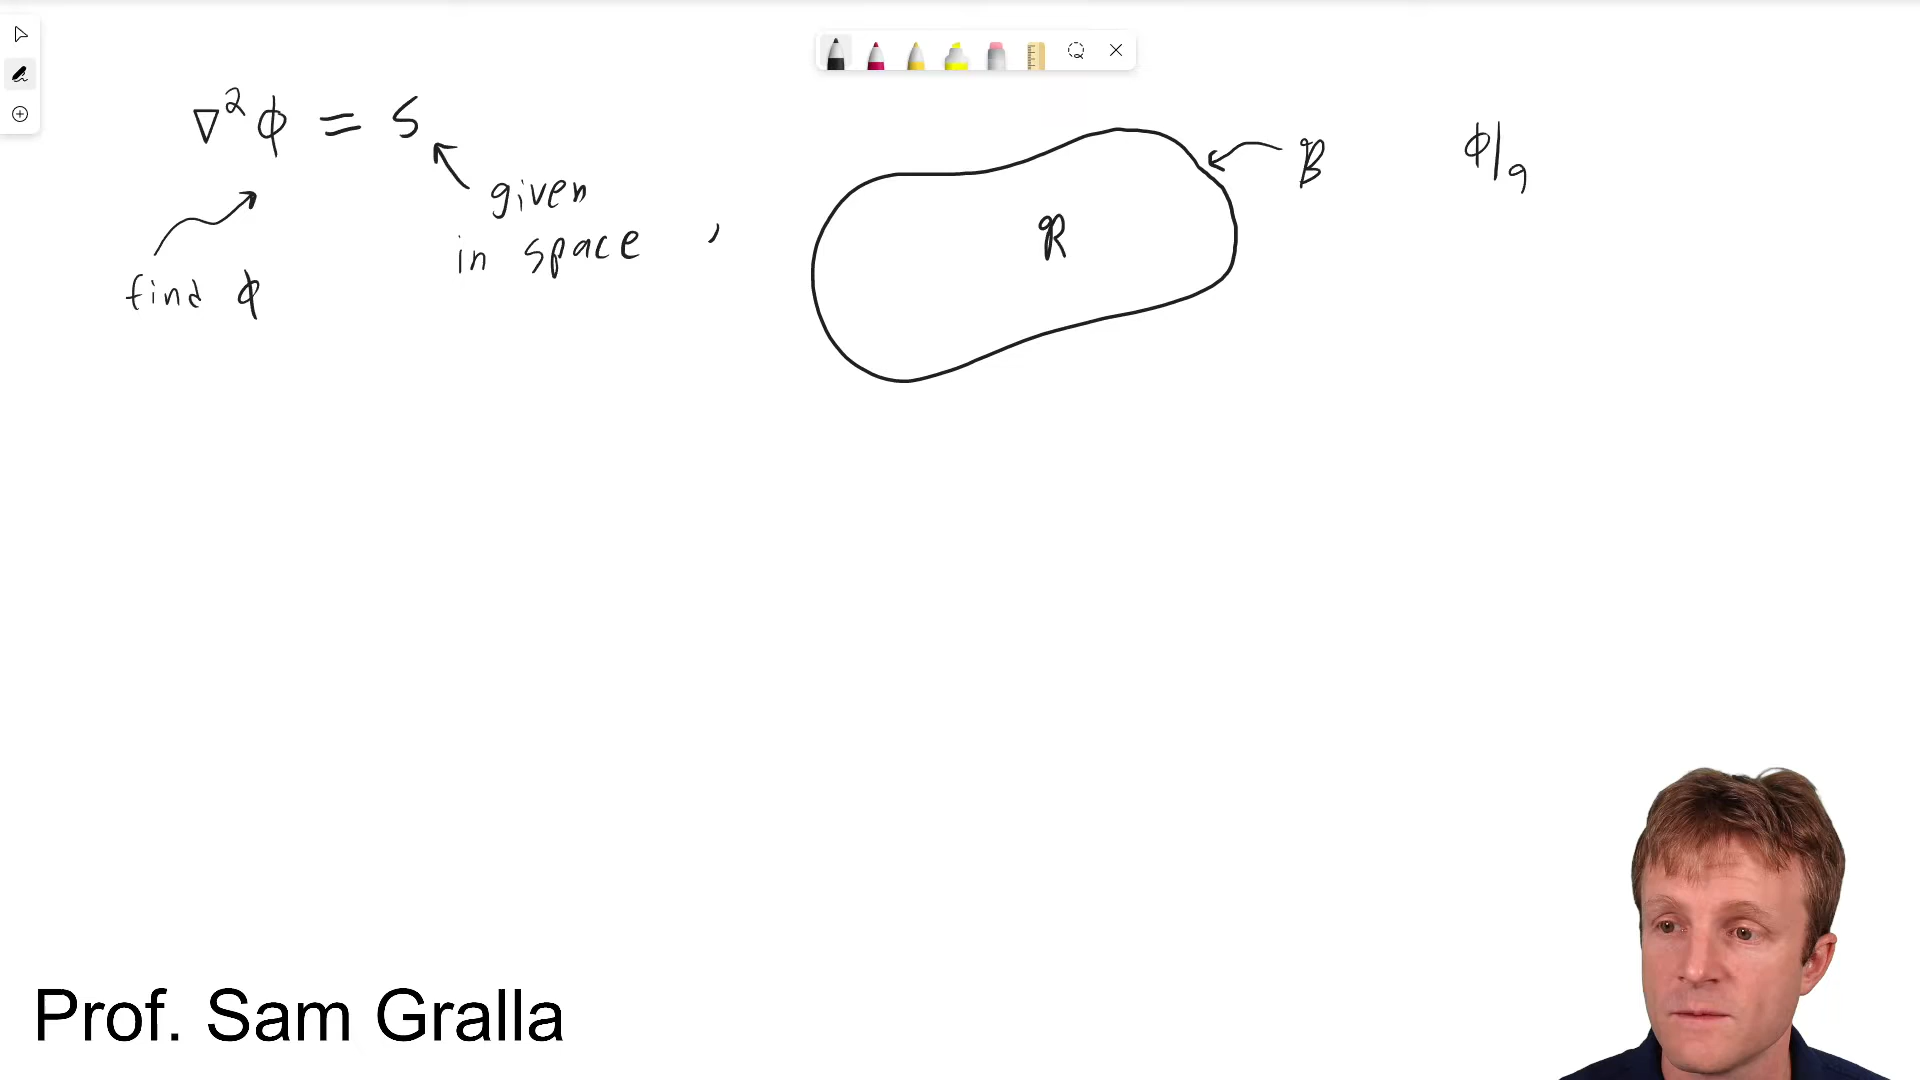 ∇²ϕ = S
given
in space ,
find ϕ
R
B
ϕ|
Prof. Sam Gralla